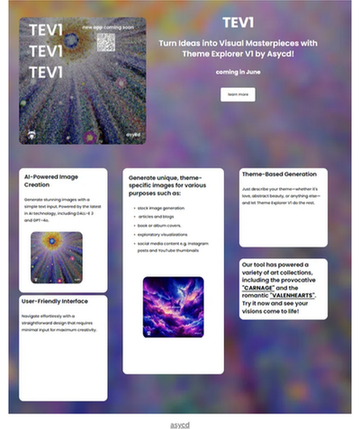 TEV1
TEV1
TEV1
new app coming soon
asycd
TEV1
Turn Ideas into Visual Masterpieces with
Theme Explorer V1 by Asycd!
coming in June
learn more
AI-Powered Image
Creation
Generate stunning images with a
simple text input. Powered by the latest
in AI technology, including DALL-E 3
and GPT-4o.
User-Friendly Interface
Navigate effortlessly with a
straightforward design that requires
minimal input for maximum creativity.
Generate unique, theme-
specific images for various
purposes such as:
• stock image generation.
• articles and blogs
• book or album covers.
• exploratory visualisations
• social media content e.g. Instagram
posts and YouTube thumbnails
Theme-Based Generation
Just describe your theme—whether it's
love, abstract beauty, or anything else—
and let Theme Explorer V1 do the rest.
Our tool has powered a
variety of art collections,
including the provocative
"CARNAGE" and the
romantic "VALENHEARTS".
Try it now and see your
visions come to life!
asycd